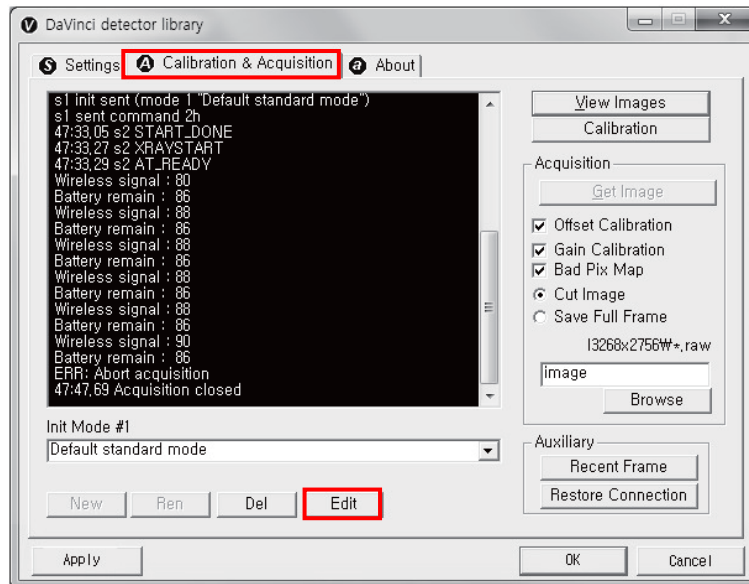 DaVinci detector library
Settings
Calibration & Acquisition
About
s1 init sent (mode 1 "Default standard mode")
s1 sent command 2h
47:33,05 s2 START_DONE
47:33,27 s2 XRAYSTART
47:33,29 s2 AT_READY
Wireless signal : 80
Battery remain : 86
Wireless signal : 88
Battery remain : 86
Wireless signal : 88
Battery remain : 86
Wireless signal : 88
Battery remain : 86
Wireless signal : 88
Battery remain : 86
Wireless signal : 90
Battery remain : 86
ERR: Abort acquisition
47:47,69 Acquisition closed
Init Mode #1
Default standard mode
New
Ren
Del
Edit
View Images
Calibration
Acquisition
Get Image
Offset Calibration
Gain Calibration
Bad Pix Map
Cut Image
Save Full Frame
I3268x2756₩*,raw
image
Browse
Auxiliary
Recent Frame
Restore Connection
Apply
OK
Cancel